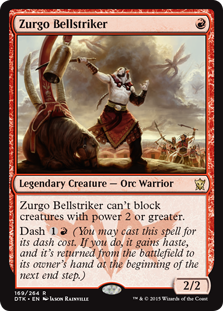 Zurgo Bellstriker
Legendary Creature — Orc Warrior
Zurgo Bellstriker can't block
creatures with power 2 or greater.
Dash 1 (You may cast this spell for
its dash cost. If you do, it gains haste,
and it's returned from the battlefield to
its owner's hand at the beginning of
the next end step.)
169/264 R
DTK • EN Jason Rainville
™ & © 2015 Wizards of the Coast
2/2